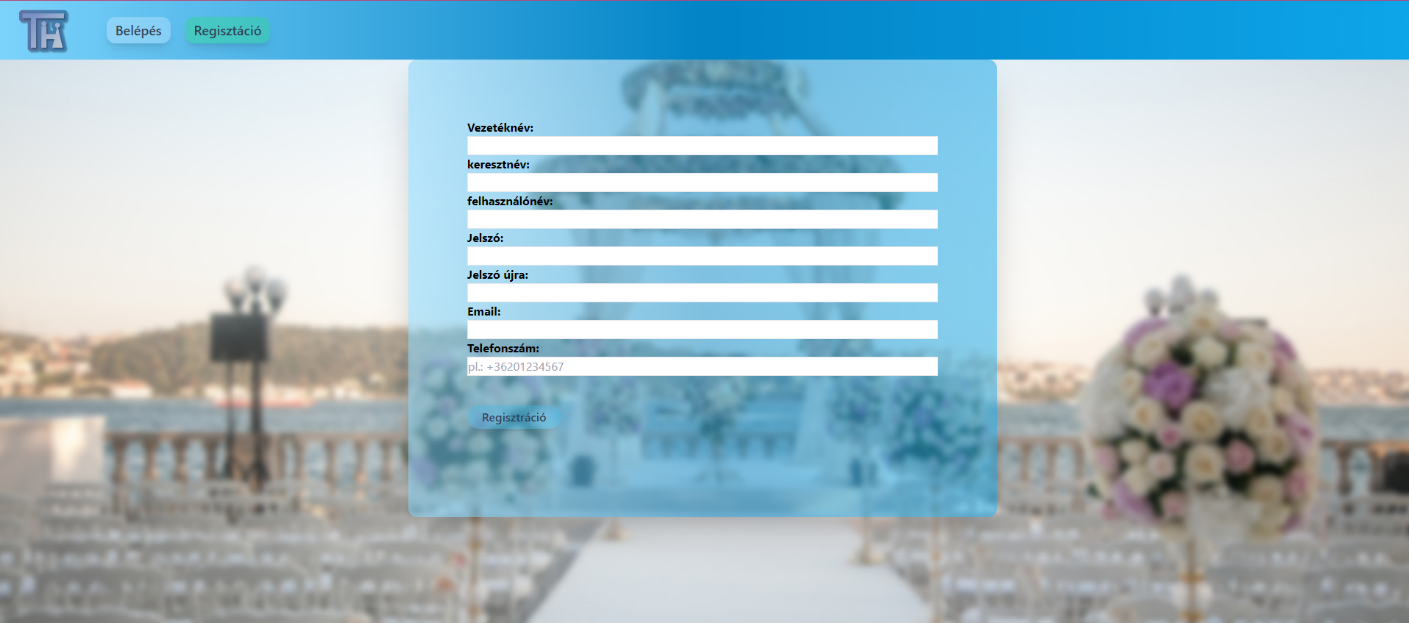 TH
Belépés
Regisztáció
Vezetéknév:
keresztnév:
felhasználónév:
Jelszó:
Jelszó újra:
Email:
Telefonszám:
pl.: +36201234567
Regisztráció